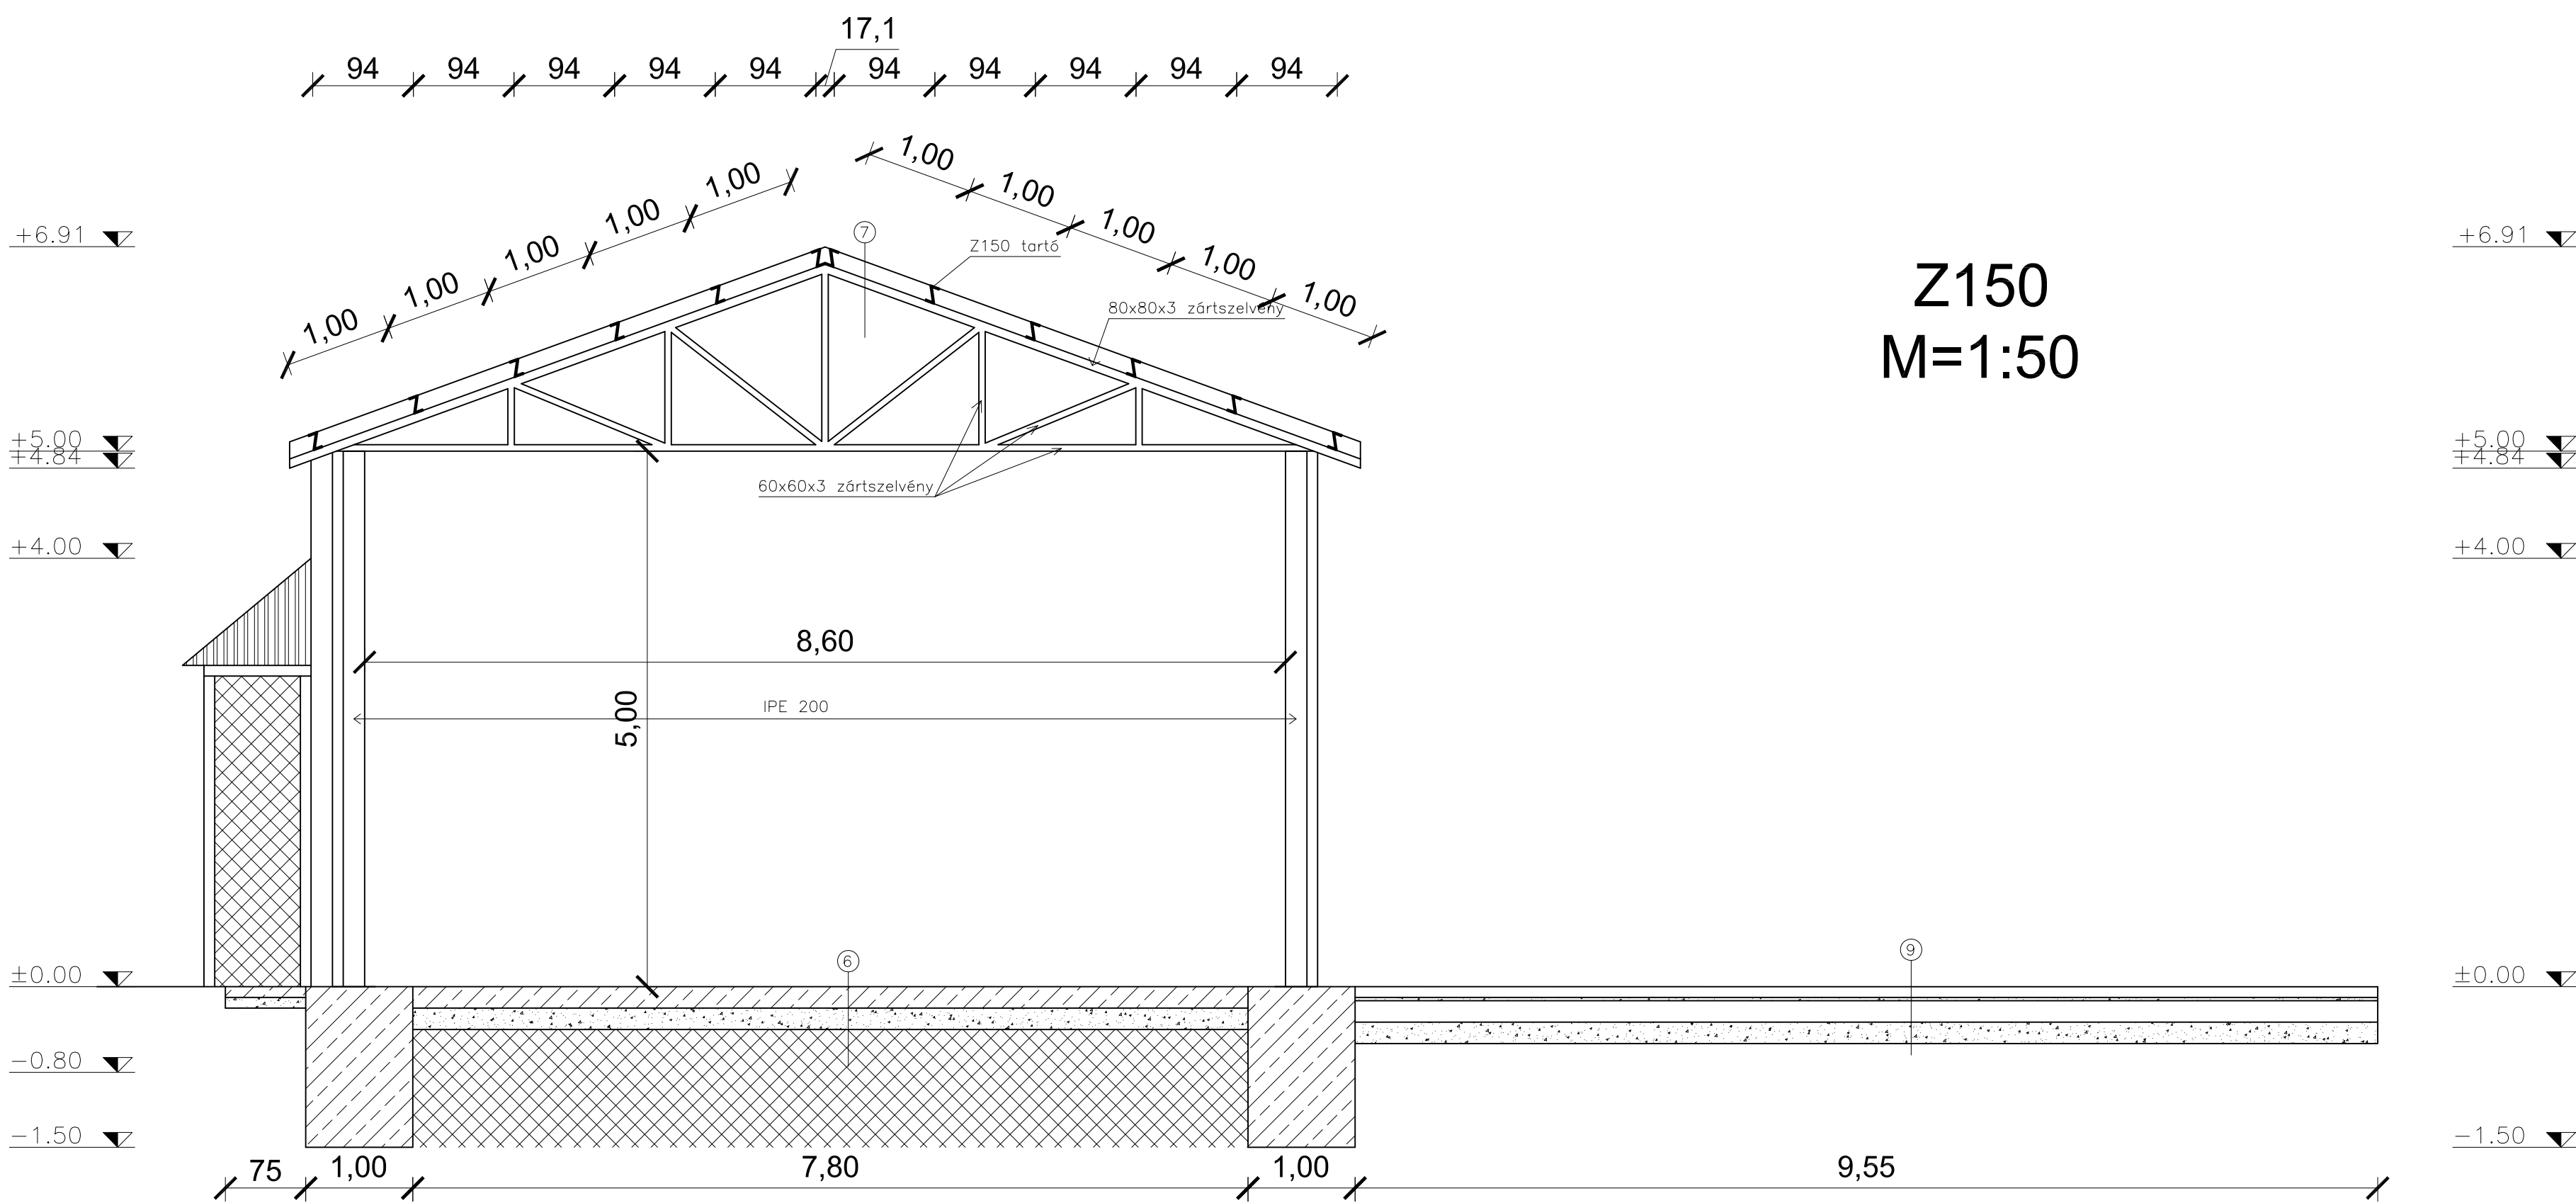 17,1
94 94 94 94 94 94 94 94 94 94
1,00 1,00 1,00 1,00 1,00
1,00 1,00 1,00 1,00 1,00
+6.91
7
Z150 tartó
+6.91
80x80x3 zártszelvény
Z150
M=1:50
+5.00
+4.84
+5.00
+4.84
60x60x3 zártszelvény
+4.00
+4.00
8,60
5,00
IPE 200
6
9
±0.00
±0.00
-0.80
-1.50
-1.50
75 1,00 7,80 1,00 9,55